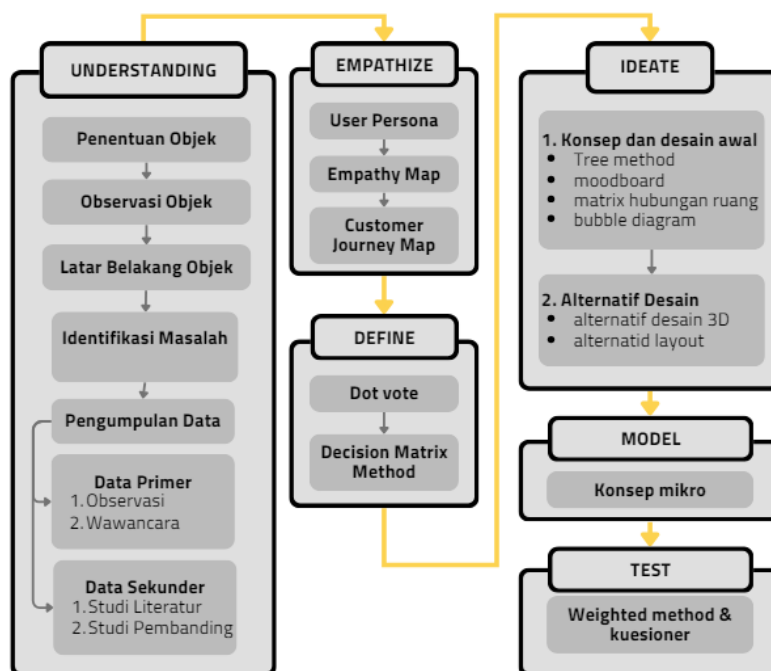 UNDERSTANDING
Penentuan Objek
Observasi Objek
Latar Belakang Objek
Identifikasi Masalah
Pengumpulan Data
Data Primer
1. Observasi
2. Wawancara
Data Sekunder
1. Studi Literatur
2. Studi Pembanding
EMPATHIZE
User Persona
Empathy Map
Customer
Journey Map
DEFINE
Dot vote
Decision Matrix
Method
IDEATE
1. Konsep dan desain awal
• Tree method
• moodboard
• matrix hubungan ruang
• bubble diagram
2. Alternatif Desain
• alternatif desain 3D
• alternatid layout
MODEL
Konsep mikro
TEST
Weighted method &
kuesioner